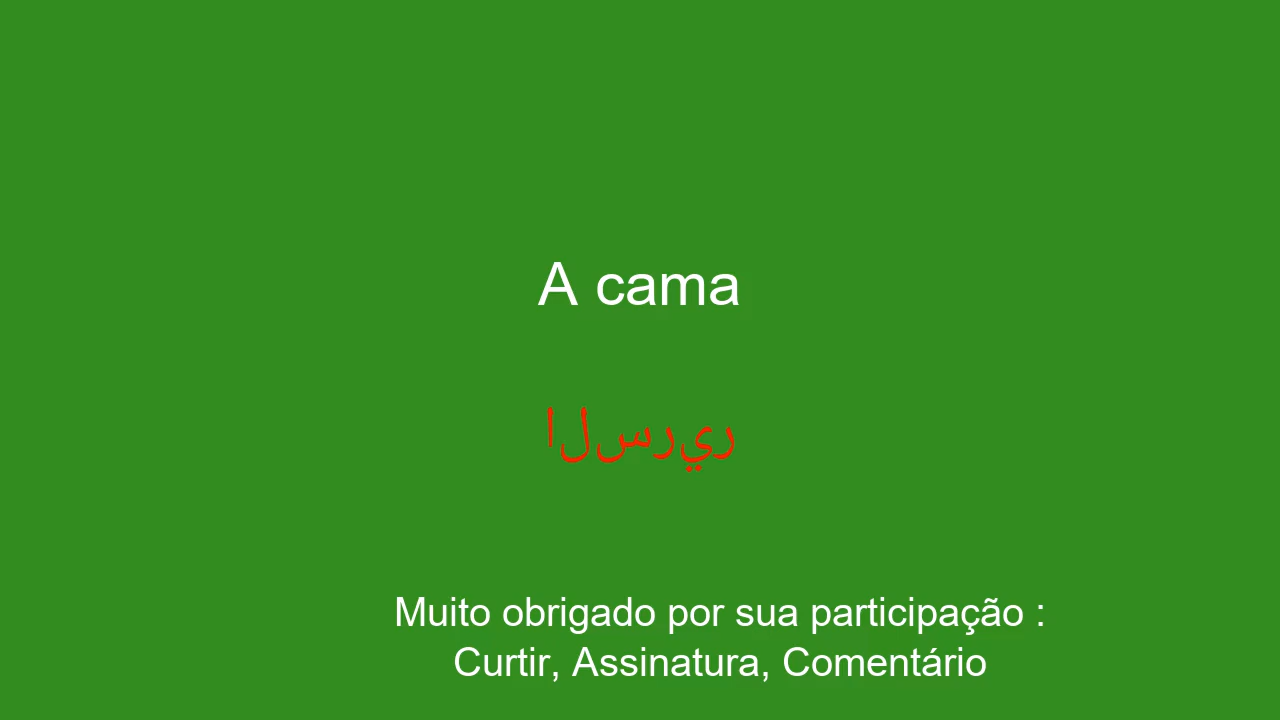 A cama
السرير
Muito obrigado por sua participação :
Curtir, Assinatura, Comentário